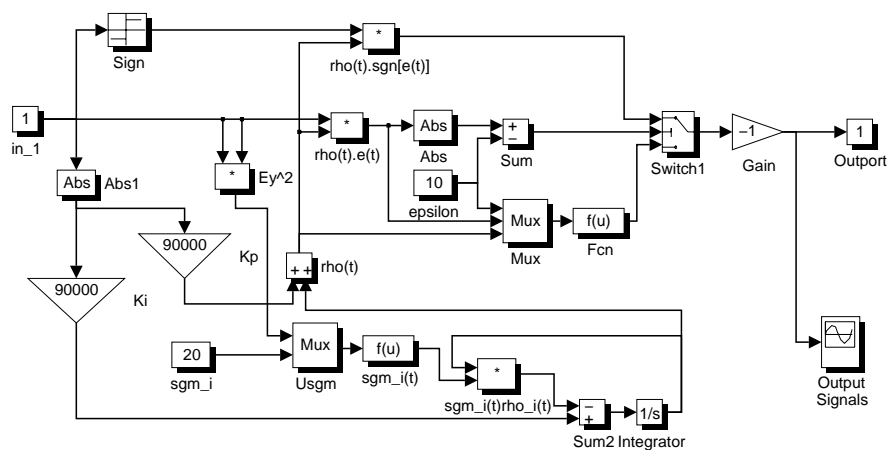 *
Sign
rho(t).sgn[e(t)]
1
in_1
*
rho(t).e(t)
Abs
Abs
+
−
Sum
Switch1
−1
Gain
1
Outport
Abs
Abs1
*
Ey^2
10
epsilon
Mux
Mux
f(u)
Fcn
90000
Kp
90000
Ki
+ +
rho(t)
20
sgm_i
Mux
Usgm
f(u)
sgm_i(t)
*
sgm_i(t)rho_i(t)
−
+
Sum2
1/s
Integrator
Output
Signals